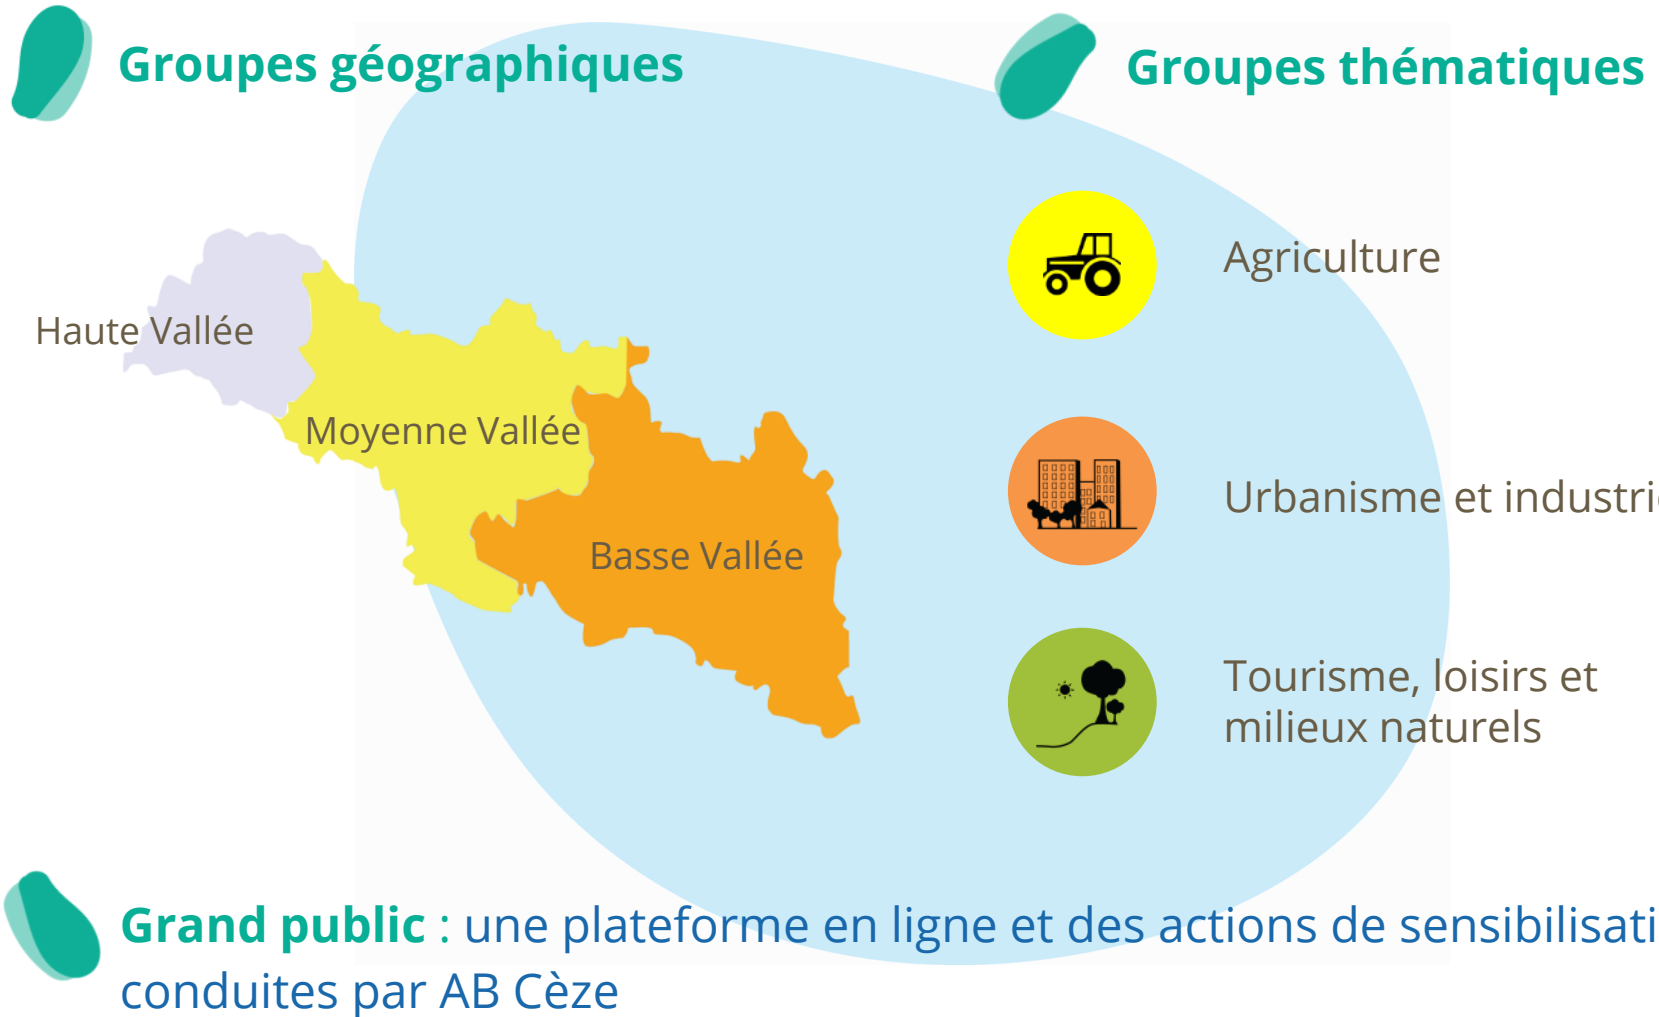 Groupes géographiques
Groupes thématiques
Haute Vallée
Moyenne Vallée
Basse Vallée
Agriculture
Urbanisme et
Tourisme, loisirs et
milieux naturels
Grand public : une plateforme en ligne et des actions de
conduites par AB Cèze